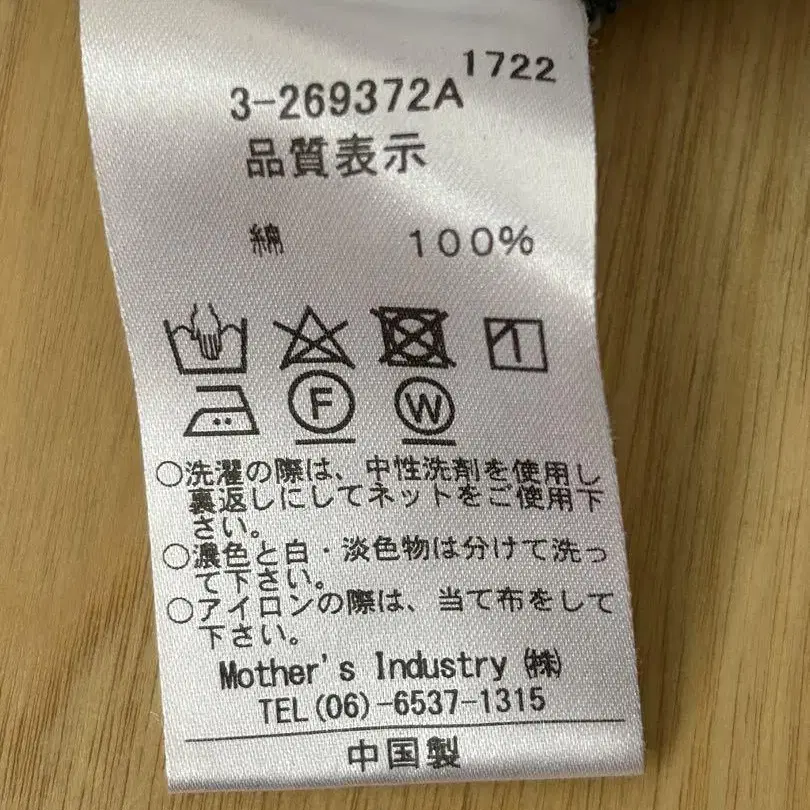 1722
3-269372A
品質表示
綿 100%
F W
○洗濯の際は、中性洗剤を使用し
裏返しにしてネットをご使用下
さい。
○濃色と白・淡色物は分けて洗っ
て下さい。
○アイロンの際は、当て布をして
下さい。
Mother's Industry ㈱
TEL(06)-6537-1315
中国製